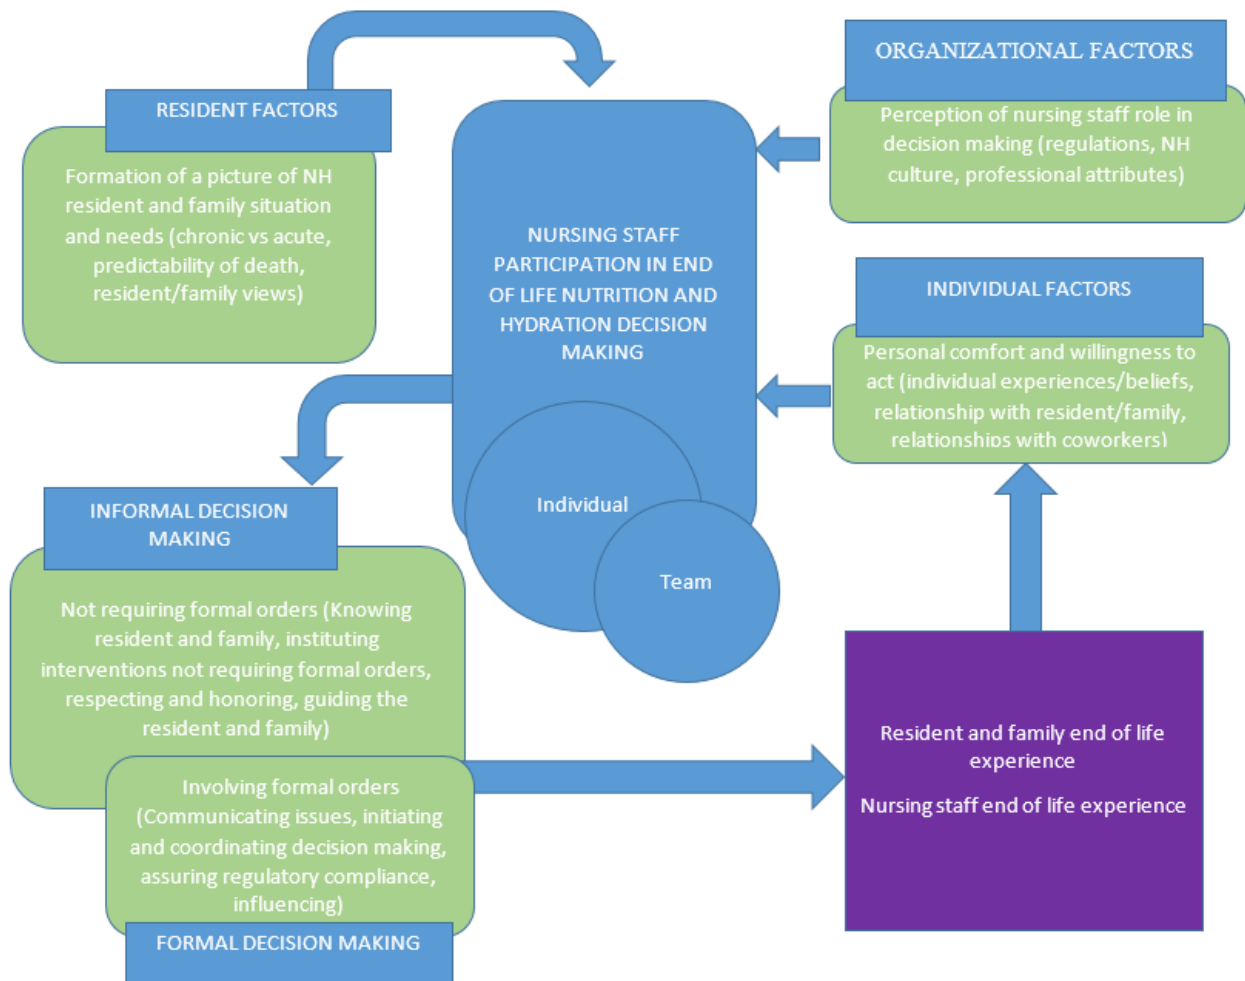 RESIDENT FACTORS
Formation of a picture of NH
resident and family situation
and needs (chronic vs acute,
predictability of death,
resident/family views)
NURSING STAFF
PARTICIPATION IN END
OF LIFE NUTRITION AND
HYDRATION DECISION
MAKING
Individual
Team
ORGANIZATIONAL FACTORS
Perception of nursing staff role in
decision making (regulations, NH
culture, professional attributes)
INDIVIDUAL FACTORS
Personal comfort and willingness to
act (individual experiences/beliefs,
relationship with resident/family,
relationships with coworkers)
INFORMAL DECISION
MAKING
Not requiring formal orders (Knowing
resident and family, instituting
interventions not requiring formal orders,
respecting and honoring, guiding the
resident and family)
Involving formal orders
(Communicating issues, initiating
and coordinating decision making,
assuring regulatory compliance,
influencing)
FORMAL DECISION MAKING
Resident and family end of life
experience
Nursing staff end of life experience